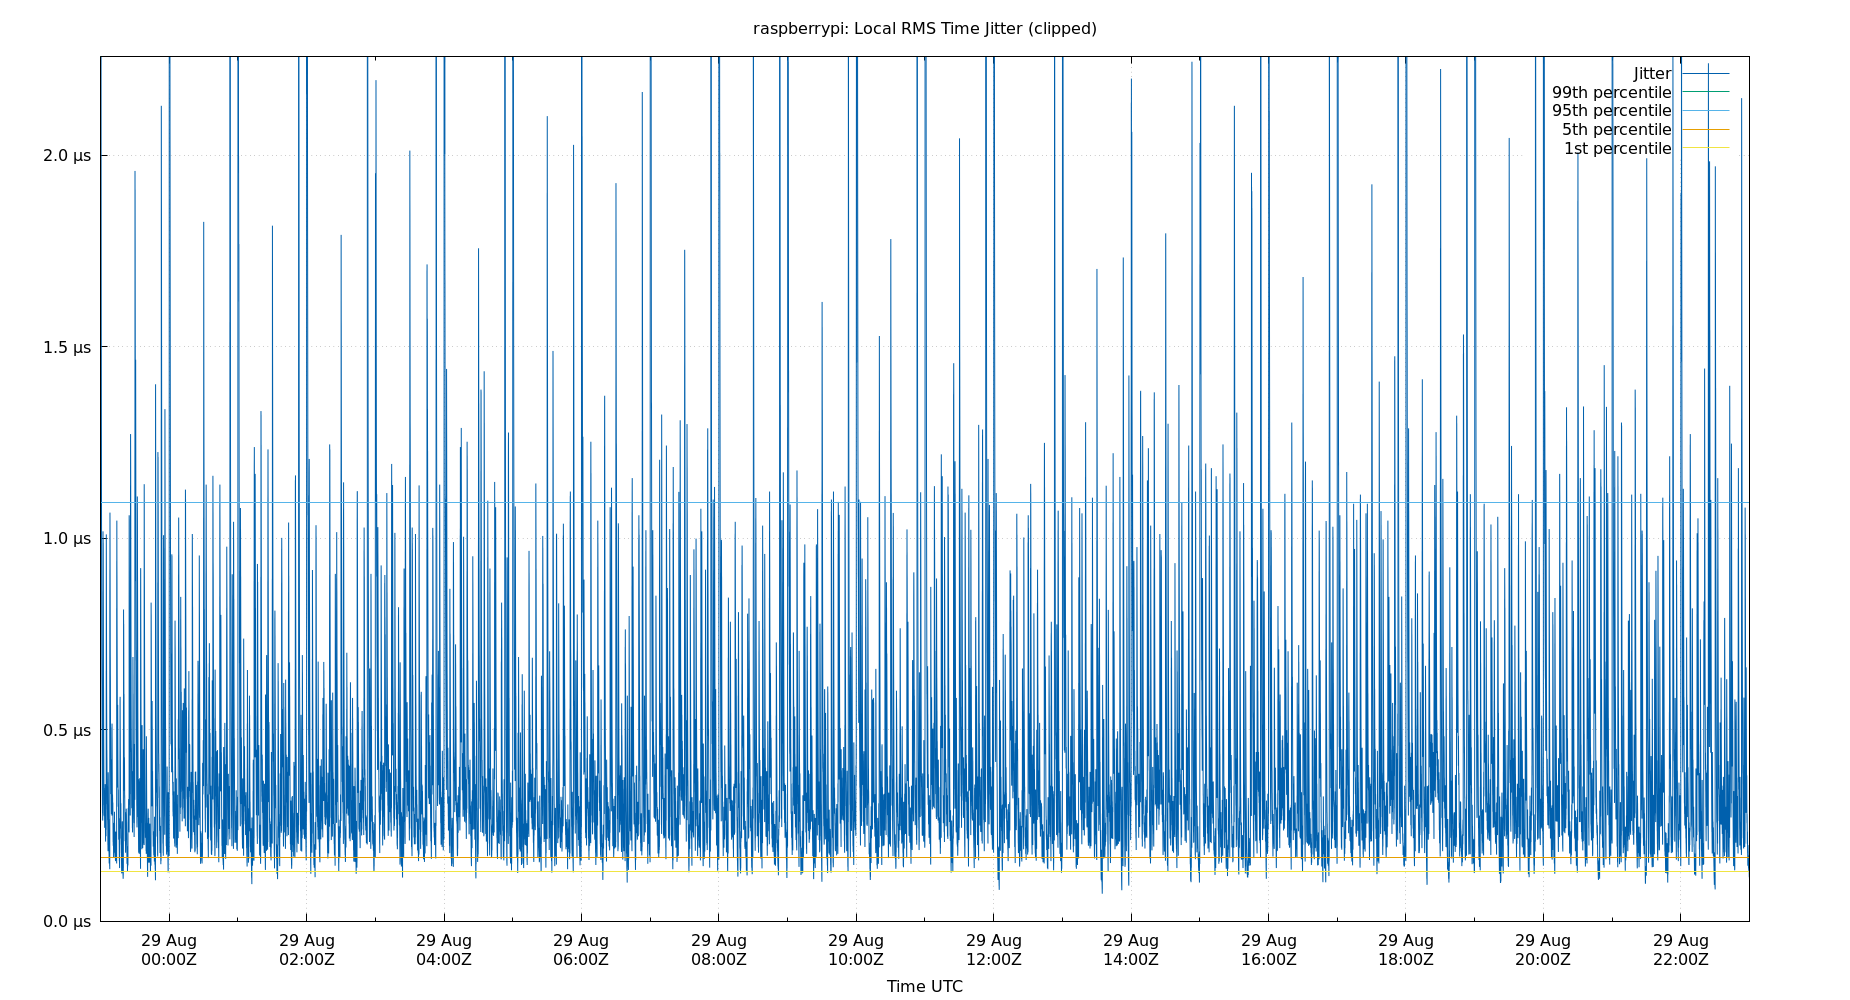 raspberrypi: Local RMS Time Jitter (clipped)
Jitter
99th percentile
95th percentile
5th percentile
1st percentile
2.0 µs
1.5 µs
1.0 µs
0.5 µs
0.0 µs
29 Aug 29 Aug 29 Aug 29 Aug 29 Aug 29 Aug 29 Aug 29 Aug 29 Aug 29 Aug 29 Aug 29 Aug
00:00Z 02:00Z 04:00Z 06:00Z 08:00Z 10:00Z 12:00Z 14:00Z 16:00Z 18:00Z 20:00Z 22:00Z
Time UTC